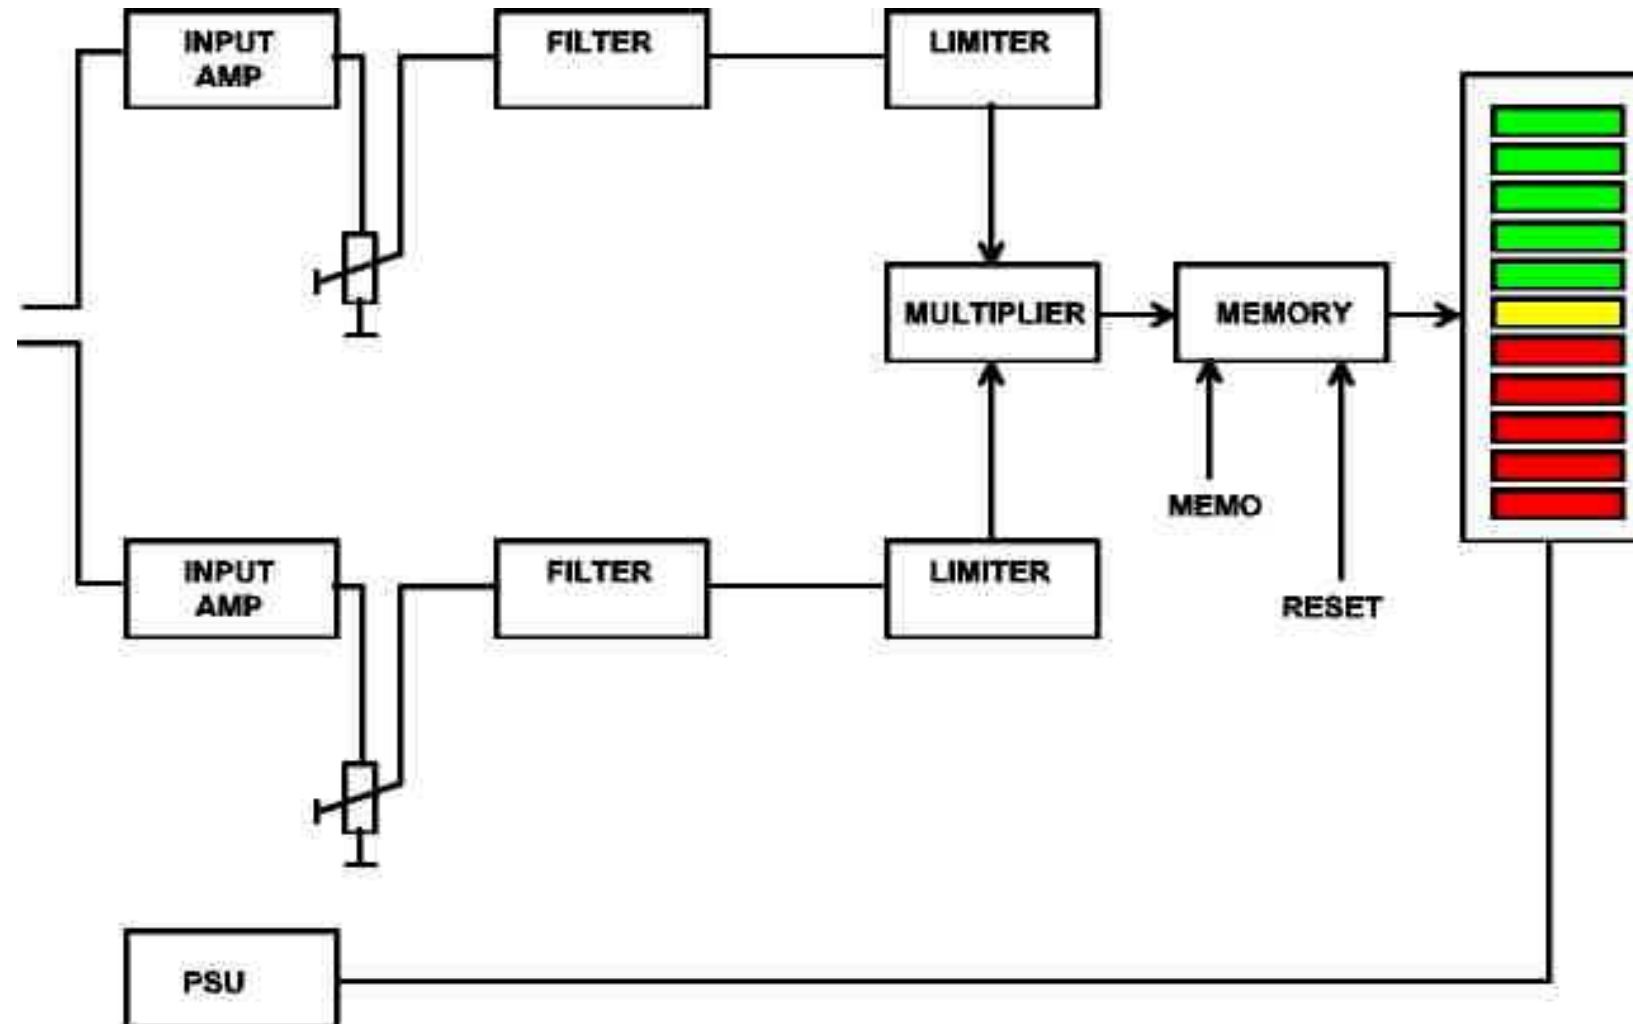 INPUT
AMP
FILTER
LIMITER
MULTIPLIER
MEMORY
MEMO
RESET
INPUT
AMP
FILTER
LIMITER
PSU